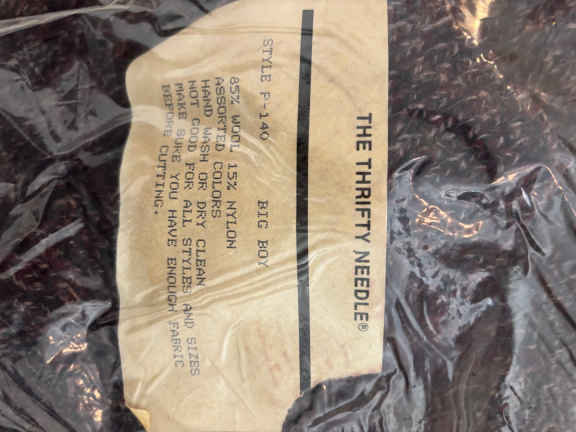 THE THRIFTY NEEDLE®
STYLE P-140 BIG BOY
85% WOOL 15% NYLON
ASSORTED COLORS
HAND WASH OR DRY CLEAN
NOT GOOD FOR ALL STYLES AND SIZES
MAKE SURE YOU HAVE ENOUGH FABRIC
BEFORE CUTTING.